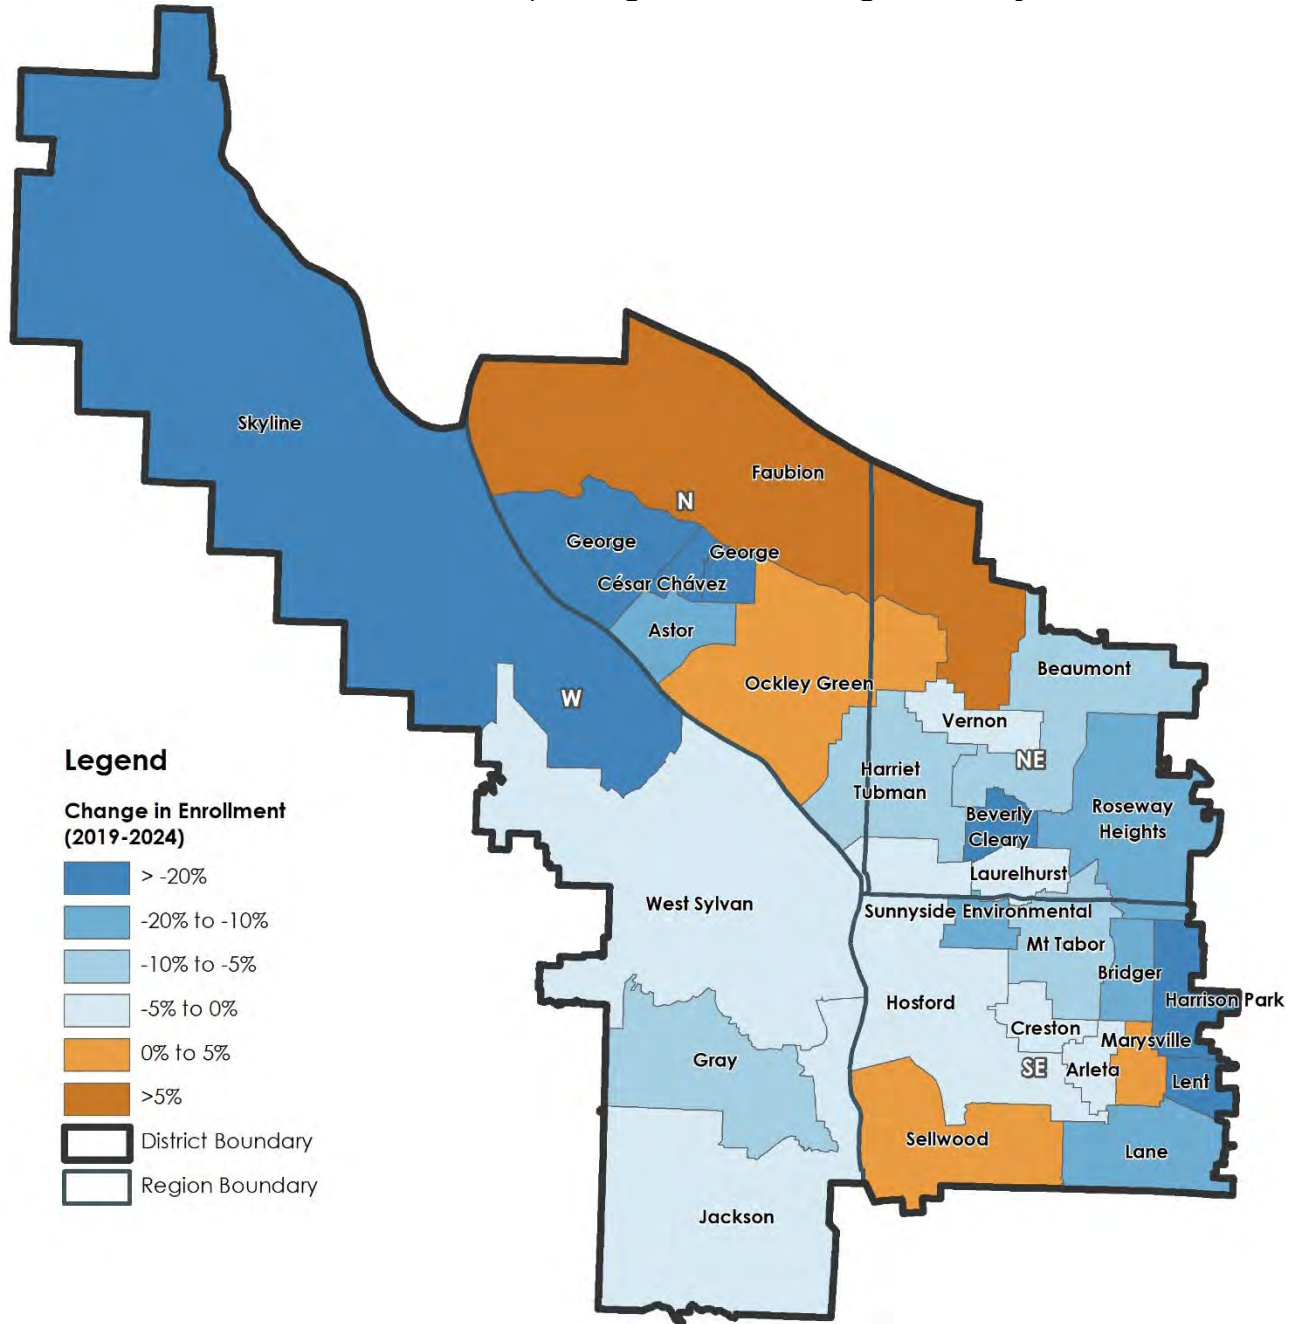 Skyline
Faubion
N
George
George
César Chávez
Astor
Ockley Green
Beaumont
W
Vernon
NE
Harriet
Tubman
Roseway
Heights
Beverly
Cleary
Laurelhurst
West Sylvan
Sunnyside Environmental
Mt Tabor
Bridger
Hosford
Harrison Park
Creston
Marysville
Gray
SE
Arleta
Lent
Sellwood
Lane
Jackson
Legend
Change in Enrollment
(2019-2024)
> -20%
-20% to -10%
-10% to -5%
-5% to 0%
0% to 5%
>5%
District Boundary
Region Boundary